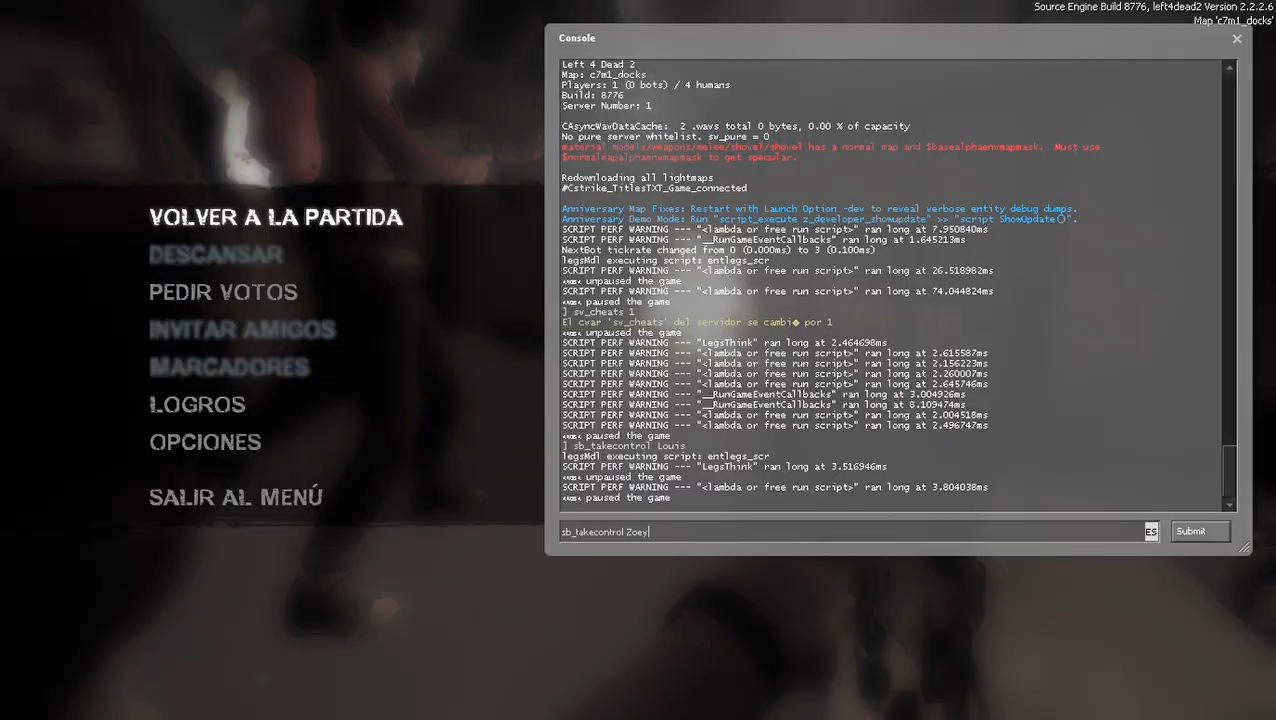 Source Engine Build 8776, left4dead2 Version 2.2.2.6
Map 'c7m1_docks'
Console
Left 4 Dead 2
Map: c7m1_docks
Players: 1 (0 bots) / 4 humans
Build: 8776
Server Number: 1
CAsyncWavDataCache:  2 .wavs total 0 bytes, 0.00 % of capacity
No pure server whitelist. sv_pure = 0
material models/weapons/melee/shovel/shovel has a normal map and $basealphaenvmapmask.  Must use
$normalmapalphaenvmapmask to get specular.
Redownloading all lightmaps
#Cstrike_TitlesTXT_Game_connected
Anniversary Map Fixes: Restart with Launch Option -dev to reveal verbose entity debug dumps.
Anniversary Demo Mode: Run "script_execute z_developer_showupdate" >> "script ShowUpdate()".
SCRIPT PERF WARNING --- "<lambda or free run script>" ran long at 7.950840ms
SCRIPT PERF WARNING --- "__RunGameEventCallbacks" ran long at 1.645213ms
NextBot tickrate changed from 0 (0.000ms) to 3 (0.100ms)
legsMdl executing script: entlegs_scr
SCRIPT PERF WARNING --- "<lambda or free run script>" ran long at 26.518982ms
unpaused the game
SCRIPT PERF WARNING --- "<lambda or free run script>" ran long at 74.044824ms
paused the game
] sv_cheats 1
El cvar 'sv_cheats' del servidor se cambi� por 1
unpaused the game
SCRIPT PERF WARNING --- "LegsThink" ran long at 2.464698ms
SCRIPT PERF WARNING --- "<lambda or free run script>" ran long at 2.615587ms
SCRIPT PERF WARNING --- "<lambda or free run script>" ran long at 2.156223ms
SCRIPT PERF WARNING --- "<lambda or free run script>" ran long at 2.260007ms
SCRIPT PERF WARNING --- "<lambda or free run script>" ran long at 2.645746ms
SCRIPT PERF WARNING --- "__RunGameEventCallbacks" ran long at 3.004926ms
SCRIPT PERF WARNING --- "__RunGameEventCallbacks" ran long at 8.109474ms
SCRIPT PERF WARNING --- "<lambda or free run script>" ran long at 2.004518ms
SCRIPT PERF WARNING --- "<lambda or free run script>" ran long at 2.496747ms
paused the game
] sb_takecontrol Louis
legsMdl executing script: entlegs_scr
SCRIPT PERF WARNING --- "LegsThink" ran long at 3.516946ms
unpaused the game
SCRIPT PERF WARNING --- "<lambda or free run script>" ran long at 3.804038ms
paused the game
sb_takecontrol Zoey
ES
Submit
VOLVER A LA PARTIDA
DESCANSAR
PEDIR VOTOS
INVITAR AMIGOS
MARCADORES
LOGROS
OPCIONES
SALIR AL MENÚ